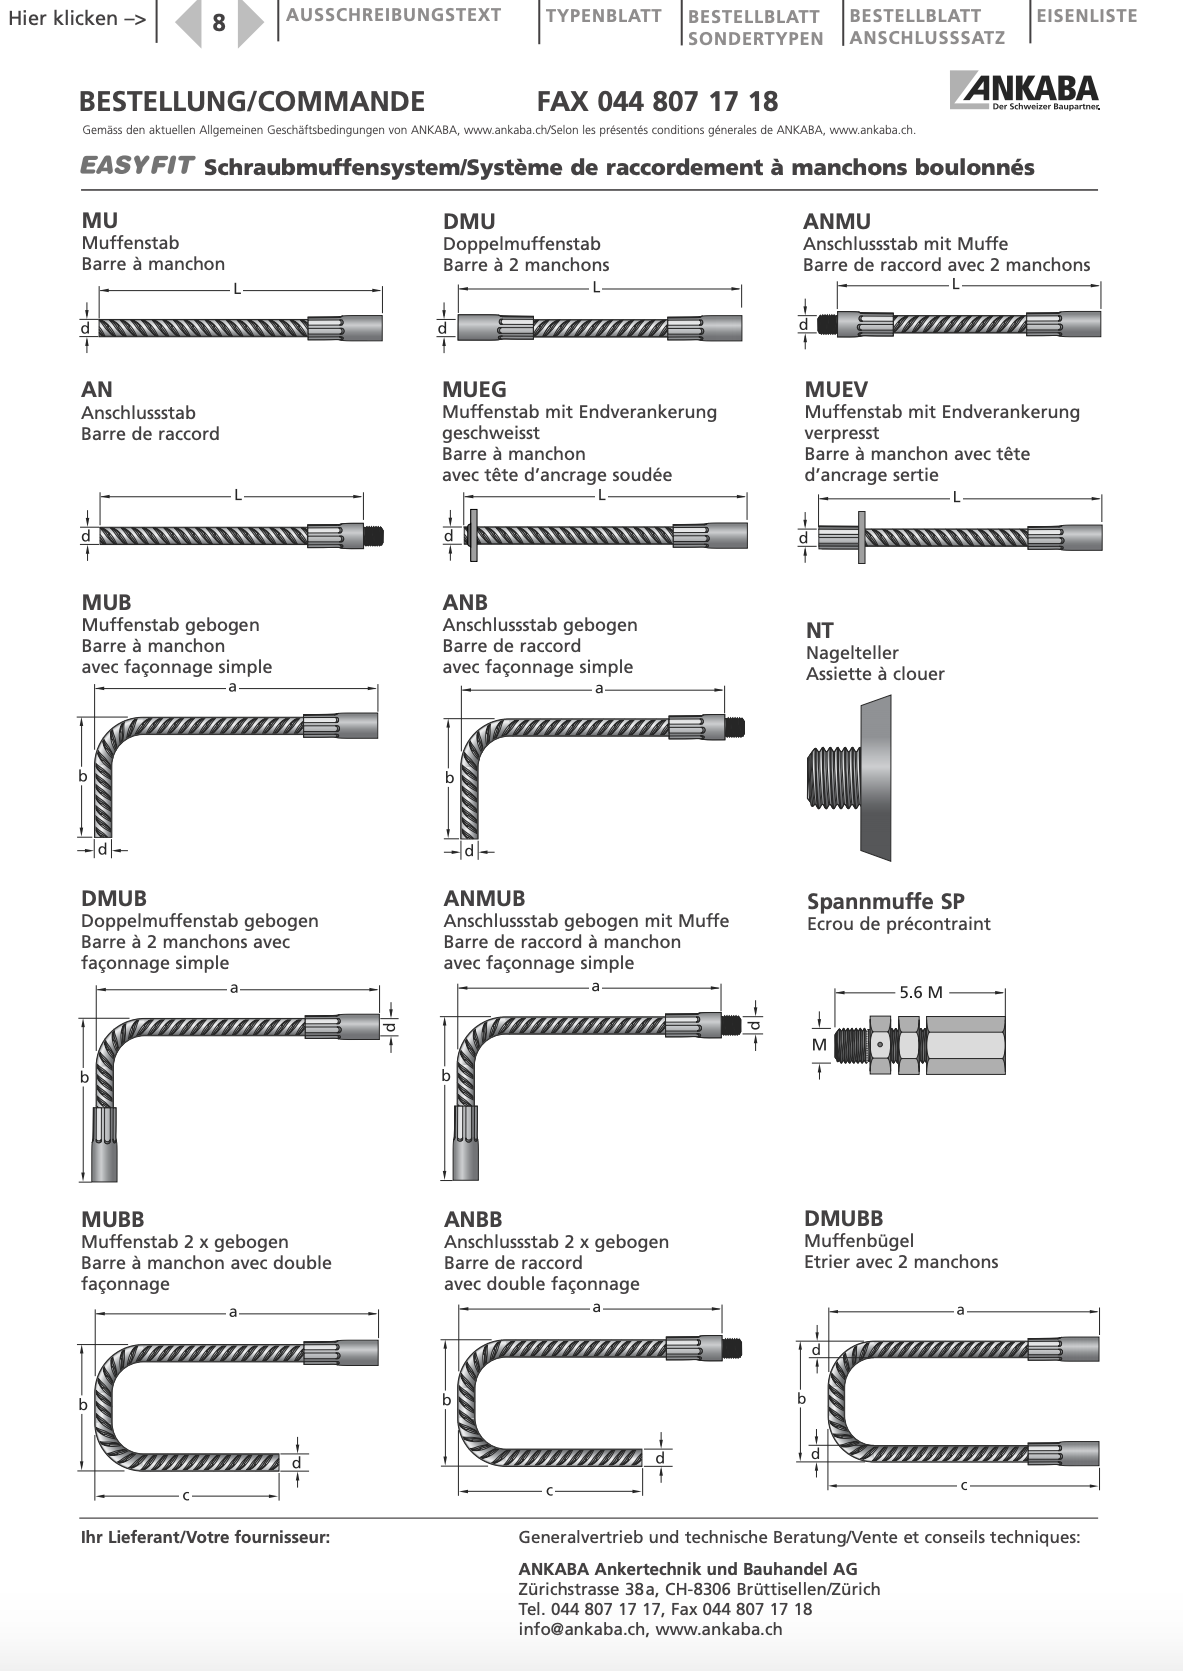 Hier klicken –>
8
AUSSCHREIBUNGSTEXT
TYPENBLATT
BESTELLBLATT
SONDERTYPEN
BESTELLBLATT
ANSCHLUSSSATZ
EISENLISTE
BESTELLUNG/COMMANDE
FAX 044 807 17 18
ANKABA
Der Schweizer Baupartner.
Gemäss den aktuellen Allgemeinen Geschäftsbedingungen von ANKABA, www.ankaba.ch/Selon les présentés conditions génerales de ANKABA, www.ankaba.ch.
EASYFIT Schraubmuffensystem/Système de raccordement à manchons boulonnés
MU
Muffenstab
Barre à manchon
L
d
DMU
Doppelmuffenstab
Barre à 2 manchons
L
d
ANMU
Anschlussstab mit Muffe
Barre de raccord avec 2 manchons
L
d
AN
Anschlussstab
Barre de raccord
L
d
MUEG
Muffenstab mit Endverankerung
geschweisst
Barre à manchon
avec tête d’ancrage soudée
L
d
MUEV
Muffenstab mit Endverankerung
verpresst
Barre à manchon avec tête
d’ancrage sertie
L
d
MUB
Muffenstab gebogen
Barre à manchon
avec façonnage simple
a
b
d
ANB
Anschlussstab gebogen
Barre de raccord
avec façonnage simple
a
b
d
NT
Nagelteller
Assiette à clouer
DMUB
Doppelmuffenstab gebogen
Barre à 2 manchons avec
façonnage simple
a
d
b
ANMUB
Anschlussstab gebogen mit Muffe
Barre de raccord à manchon
avec façonnage simple
a
d
b
Spannmuffe SP
Ecrou de précontraint
5.6 M
M
MUBB
Muffenstab 2 x gebogen
Barre à manchon avec double
façonnage
a
b
d
c
ANBB
Anschlussstab 2 x gebogen
Barre de raccord
avec double façonnage
a
b
d
c
DMUBB
Muffenbügel
Etrier avec 2 manchons
a
d
b
d
c
Ihr Lieferant/Votre fournisseur:
Generalvertrieb und technische Beratung/Vente et conseils techniques:
ANKABA Ankertechnik und Bauhandel AG
Zürichstrasse 38a, CH-8306 Brüttisellen/Zürich
Tel. 044 807 17 17, Fax 044 807 17 18
info@ankaba.ch, www.ankaba.ch